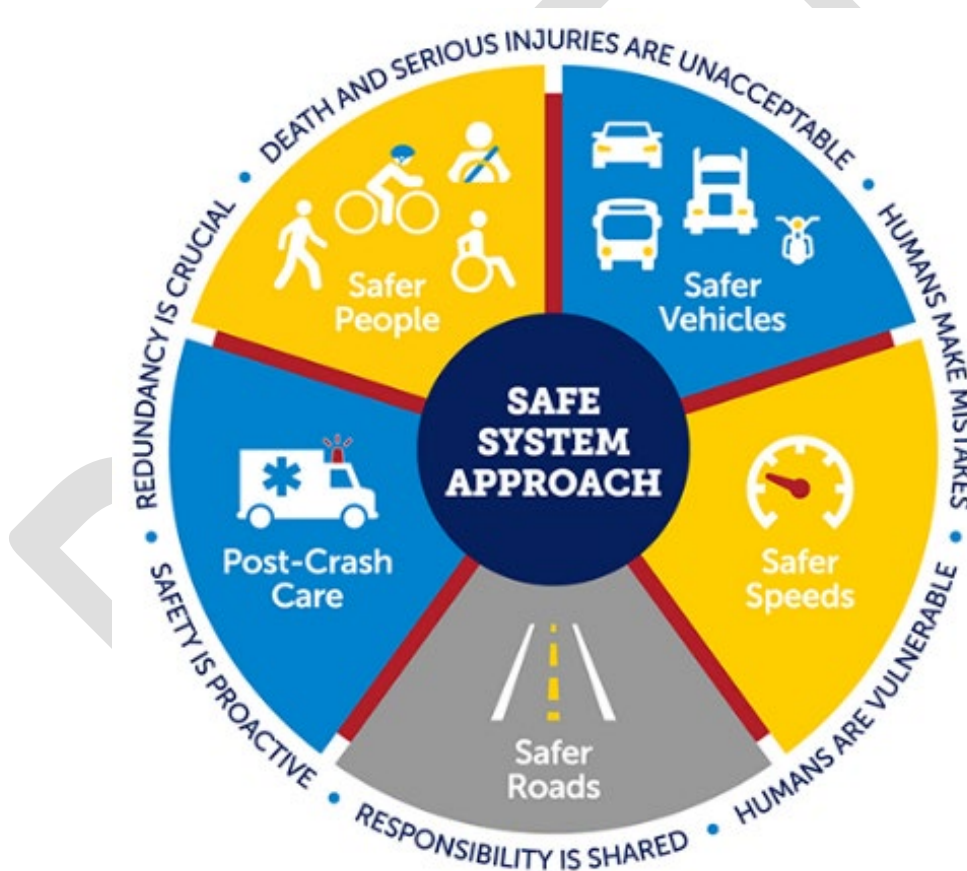 DEATH AND SERIOUS INJURIES ARE UNACCEPTABLE
HUMANS MAKE MISTAKES
HUMANS ARE VULNERABLE
RESPONSIBILITY IS SHARED
SAFETY IS PROACTIVE
REDUNDANCY IS CRUCIAL
Safer
People
Safer
Vehicles
SAFE
SYSTEM
APPROACH
Post-Crash
Care
Safer
Speeds
Safer
Roads